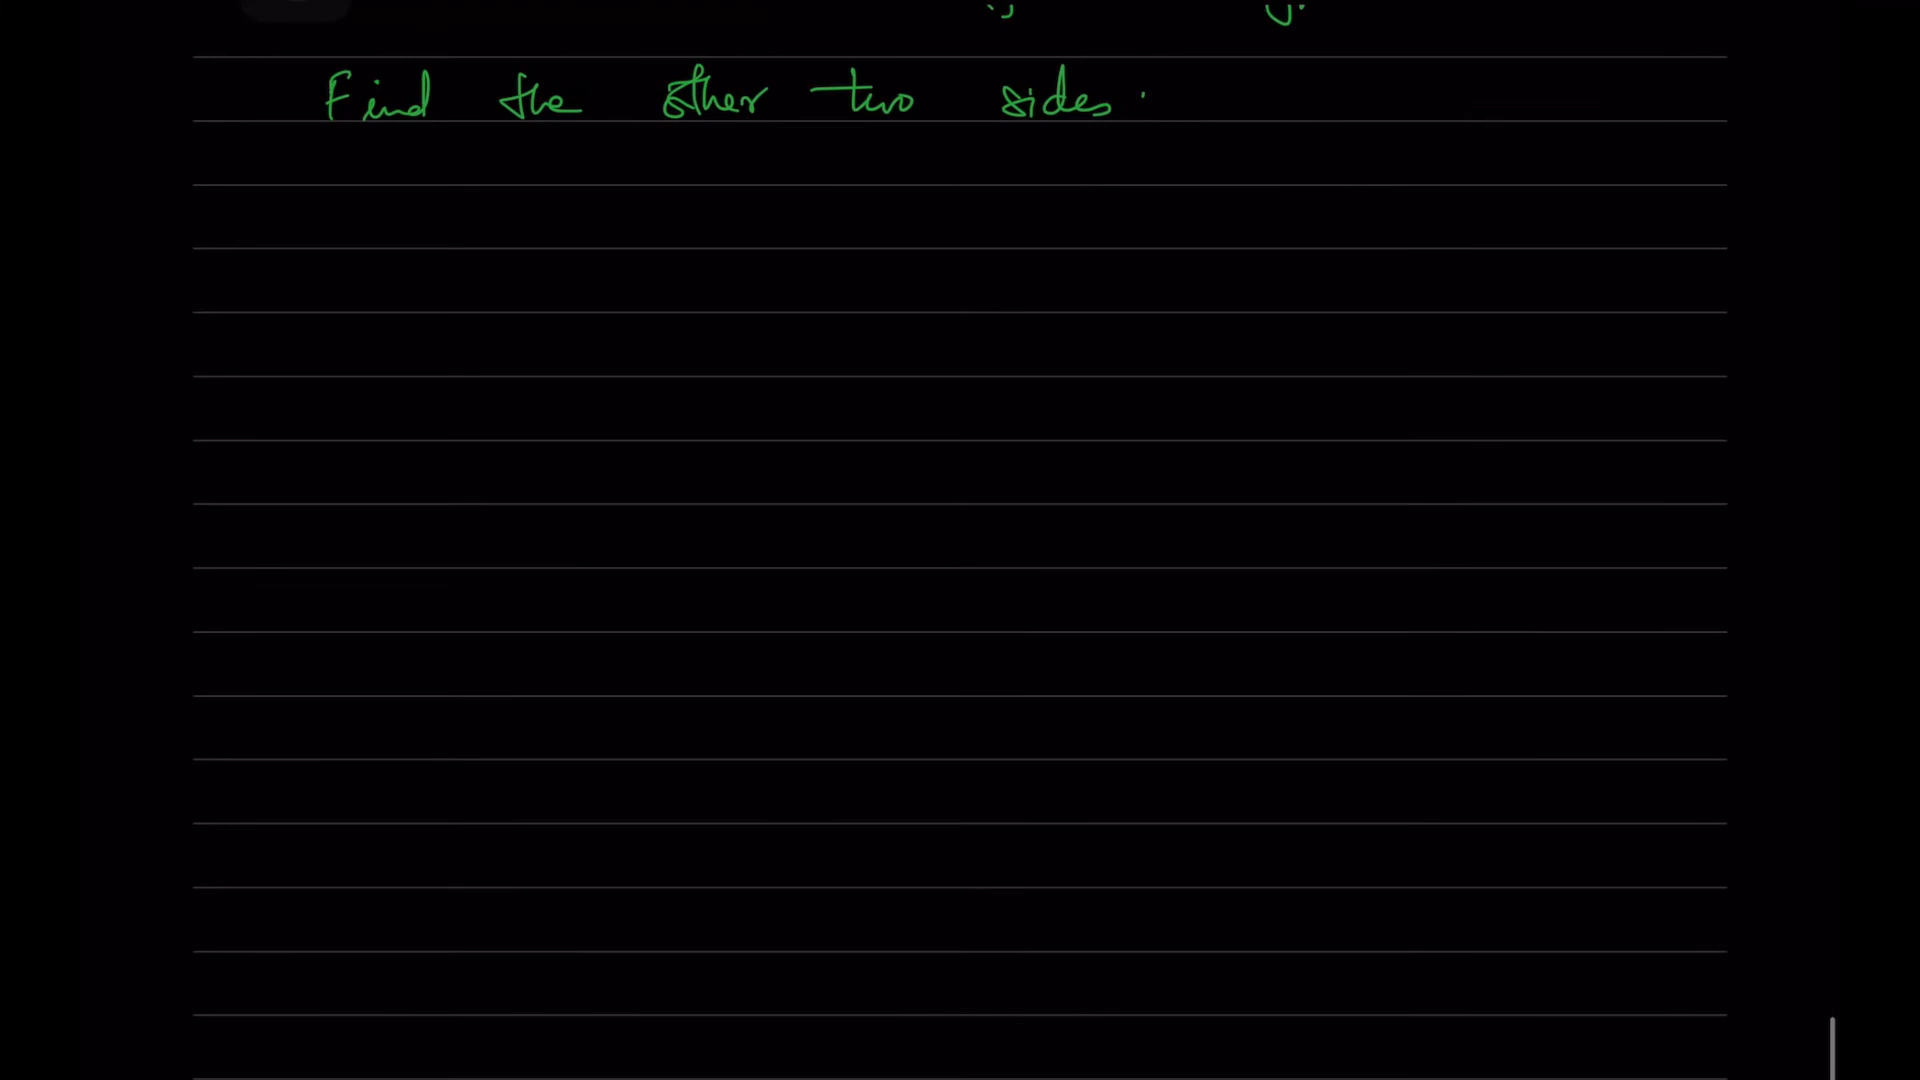 Find the other two sides.